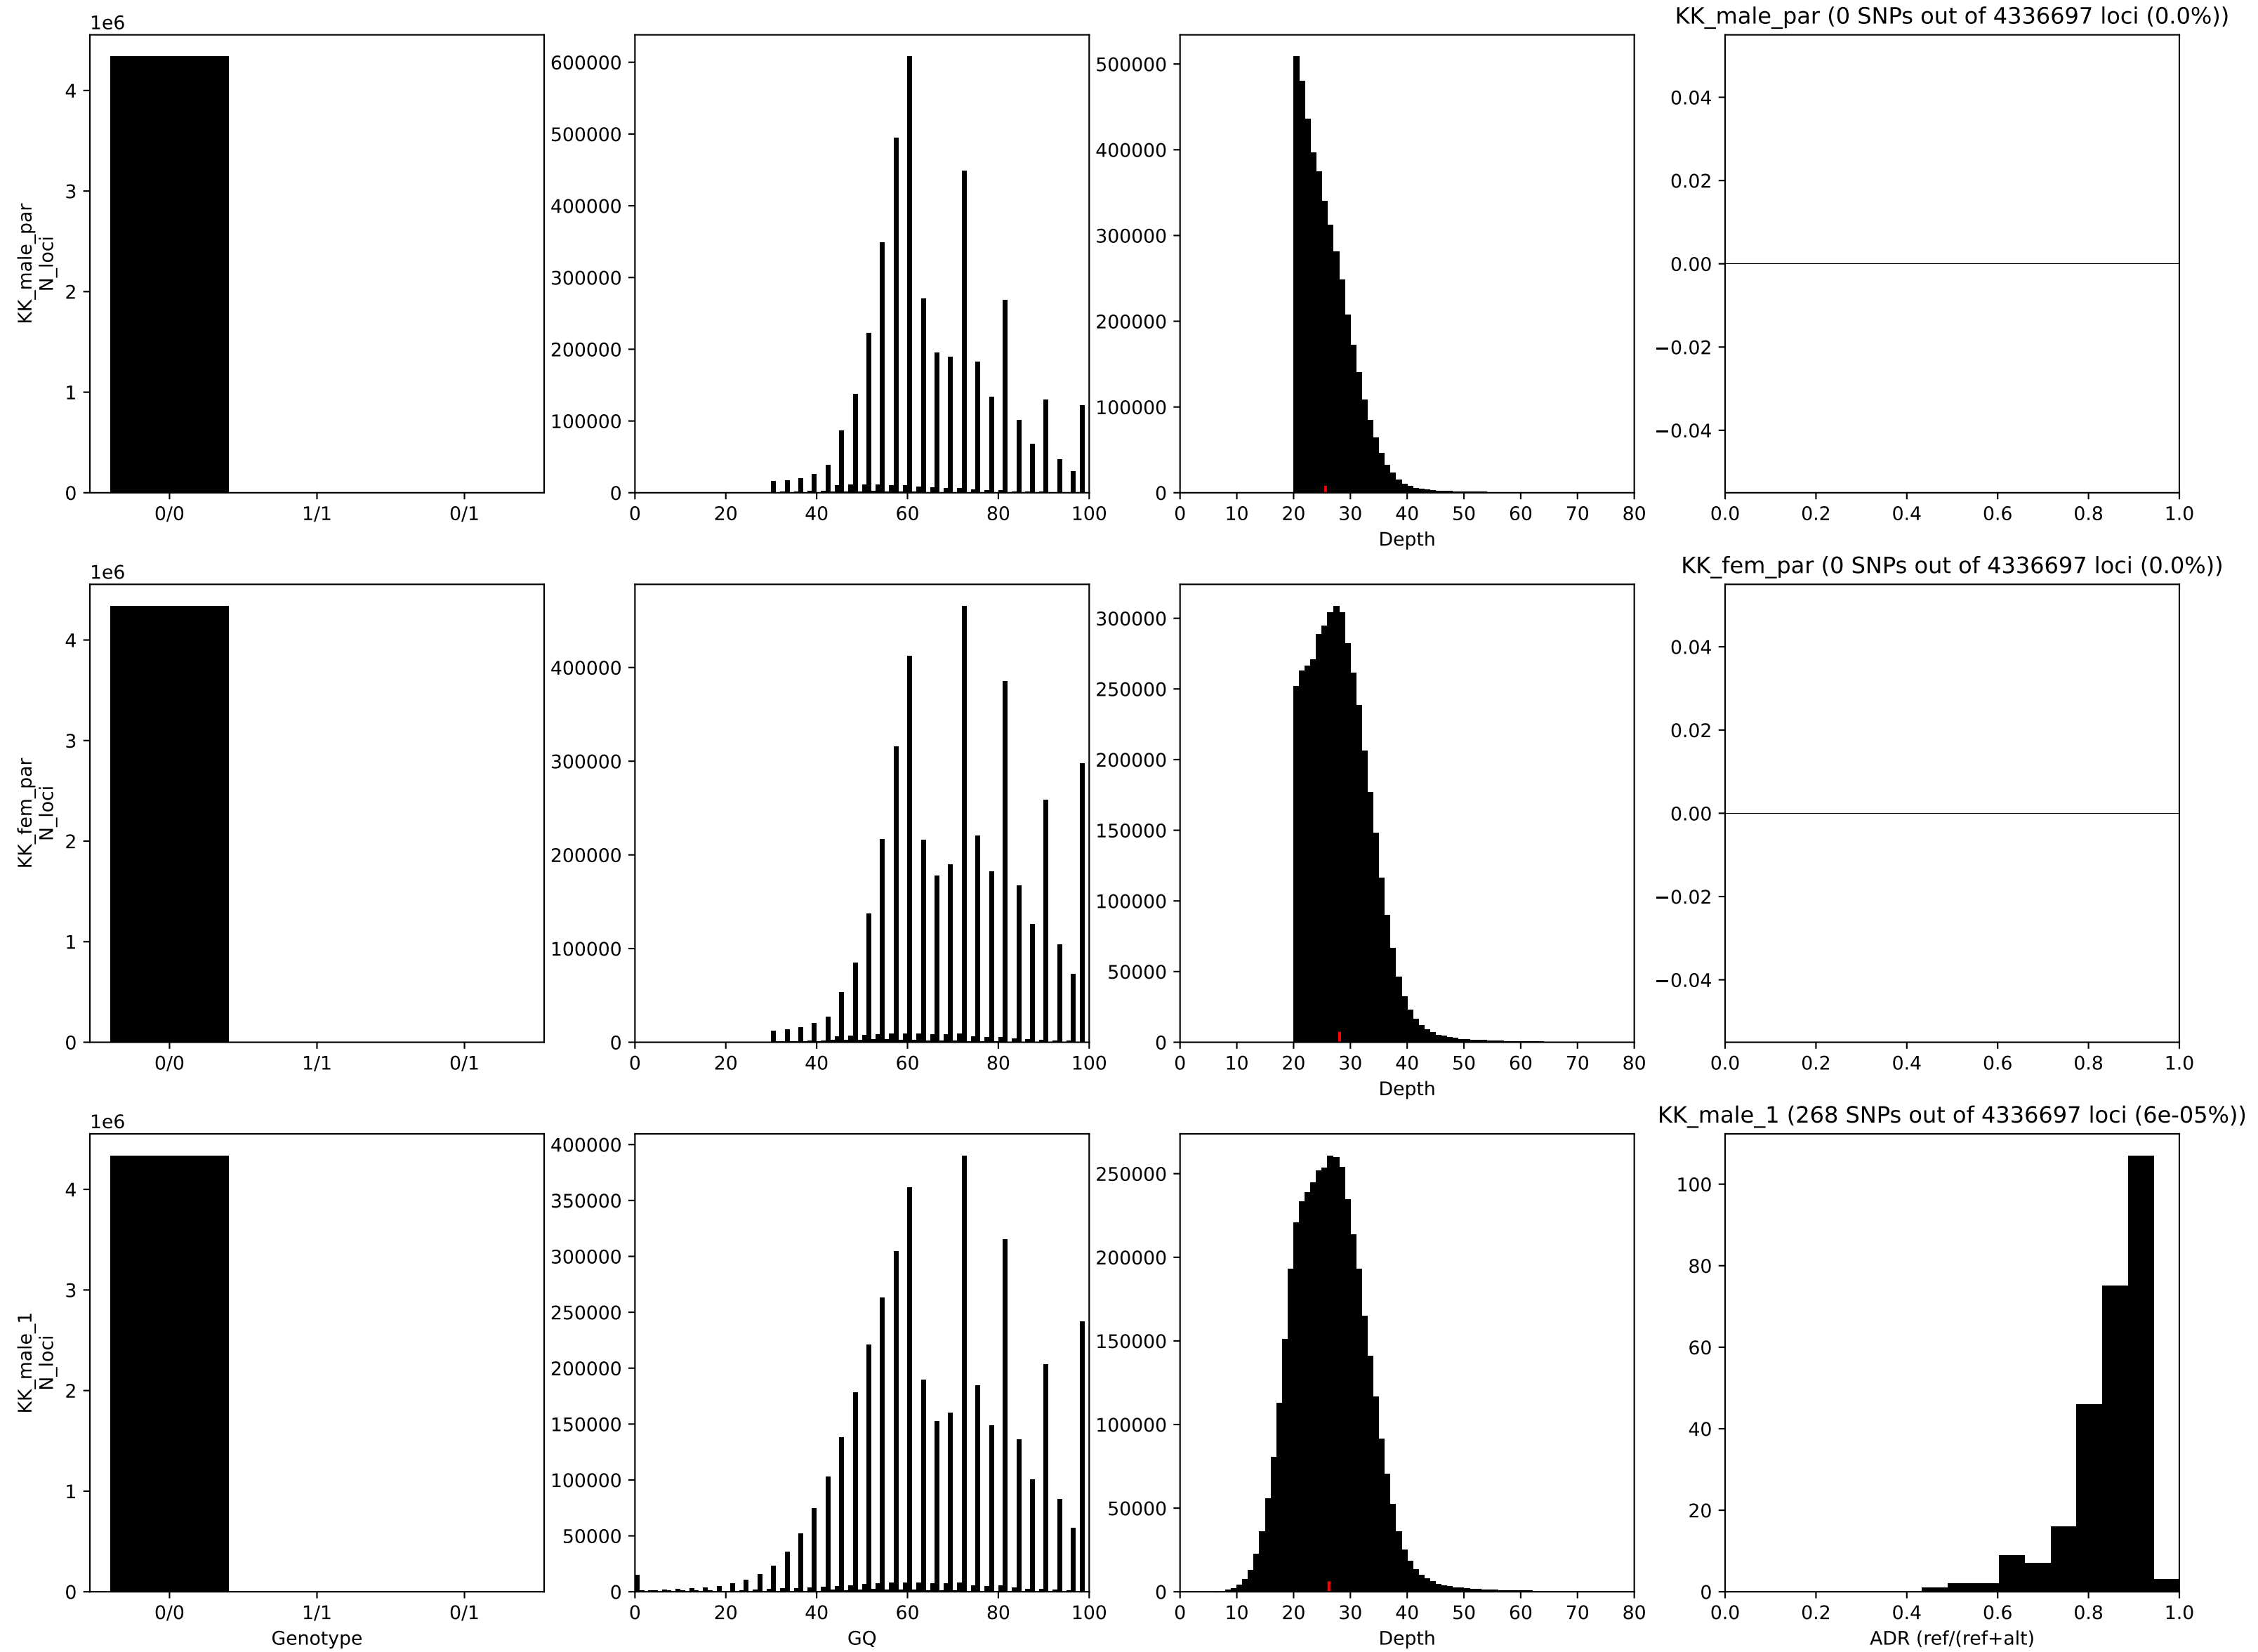 KK_male_par (0 SNPs out of 4336697 loci (0.0%))
1e6
KK_male_par
N_loci
4
3
2
1
0
0/0 1/1 0/1
600000
500000
400000
300000
200000
100000
0
0 20 40 60 80 100
500000
400000
300000
200000
100000
0
0 10 20 30 40 50 60 70 80
Depth
0.04
0.02
0.00
−0.02
−0.04
0.0 0.2 0.4 0.6 0.8 1.0
KK_fem_par (0 SNPs out of 4336697 loci (0.0%))
1e6
KK_fem_par
N_loci
4
3
2
1
0
0/0 1/1 0/1
400000
300000
200000
100000
0
0 20 40 60 80 100
300000
250000
200000
150000
100000
50000
0
0 10 20 30 40 50 60 70 80
Depth
0.04
0.02
0.00
−0.02
−0.04
0.0 0.2 0.4 0.6 0.8 1.0
KK_male_1 (268 SNPs out of 4336697 loci (6e-05%))
1e6
KK_male_1
N_loci
4
3
2
1
0
0/0 1/1 0/1
Genotype
400000
350000
300000
250000
200000
150000
100000
50000
0
0 20 40 60 80 100
GQ
250000
200000
150000
100000
50000
0
0 10 20 30 40 50 60 70 80
Depth
100
80
60
40
20
0
0.0 0.2 0.4 0.6 0.8 1.0
ADR (ref/(ref+alt)